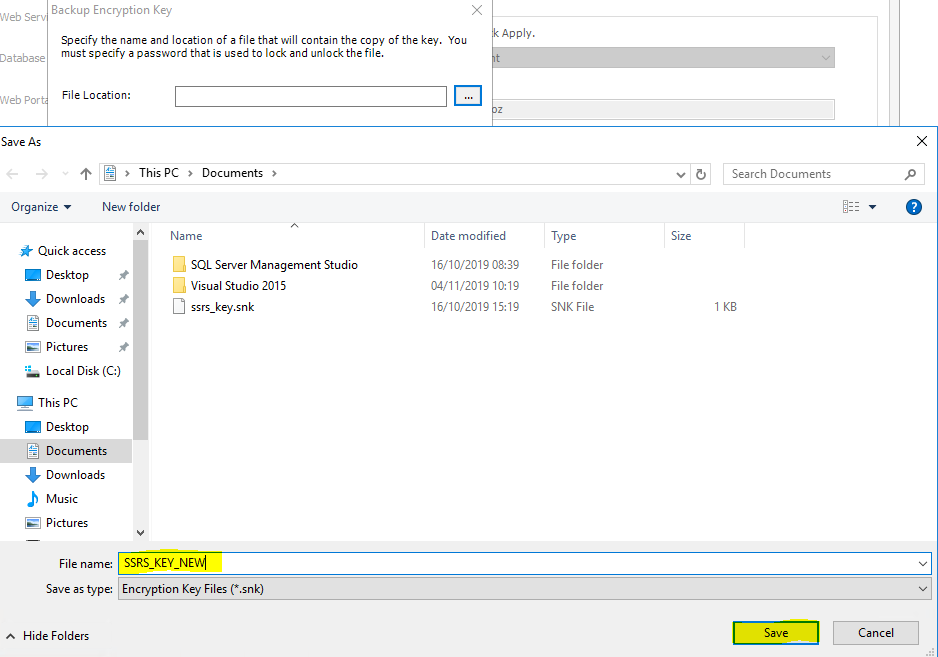 Web Serv
Backup Encryption Key
Specify the name and location of a file that will contain the copy of the key. You
must specify a password that is used to lock and unlock the file.
k Apply.
Database
nt
Web Porta
File Location:
...
oz
Save As
This PC > Documents >
Search Documents
Organize
New folder
?
Name
Date modified
Type
Size
Quick access
Desktop
Downloads
Documents
Pictures
Local Disk (C:)
This PC
Desktop
Documents
Downloads
Music
Pictures
SQL Server Management Studio 16/10/2019 08:39 File folder
Visual Studio 2015 04/11/2019 10:19 File folder
ssrs_key.snk 16/10/2019 15:19 SNK File 1 KB
File name: SSRS_KEY_NEW
Save as type: Encryption Key Files (*.snk)
Hide Folders
Save
Cancel